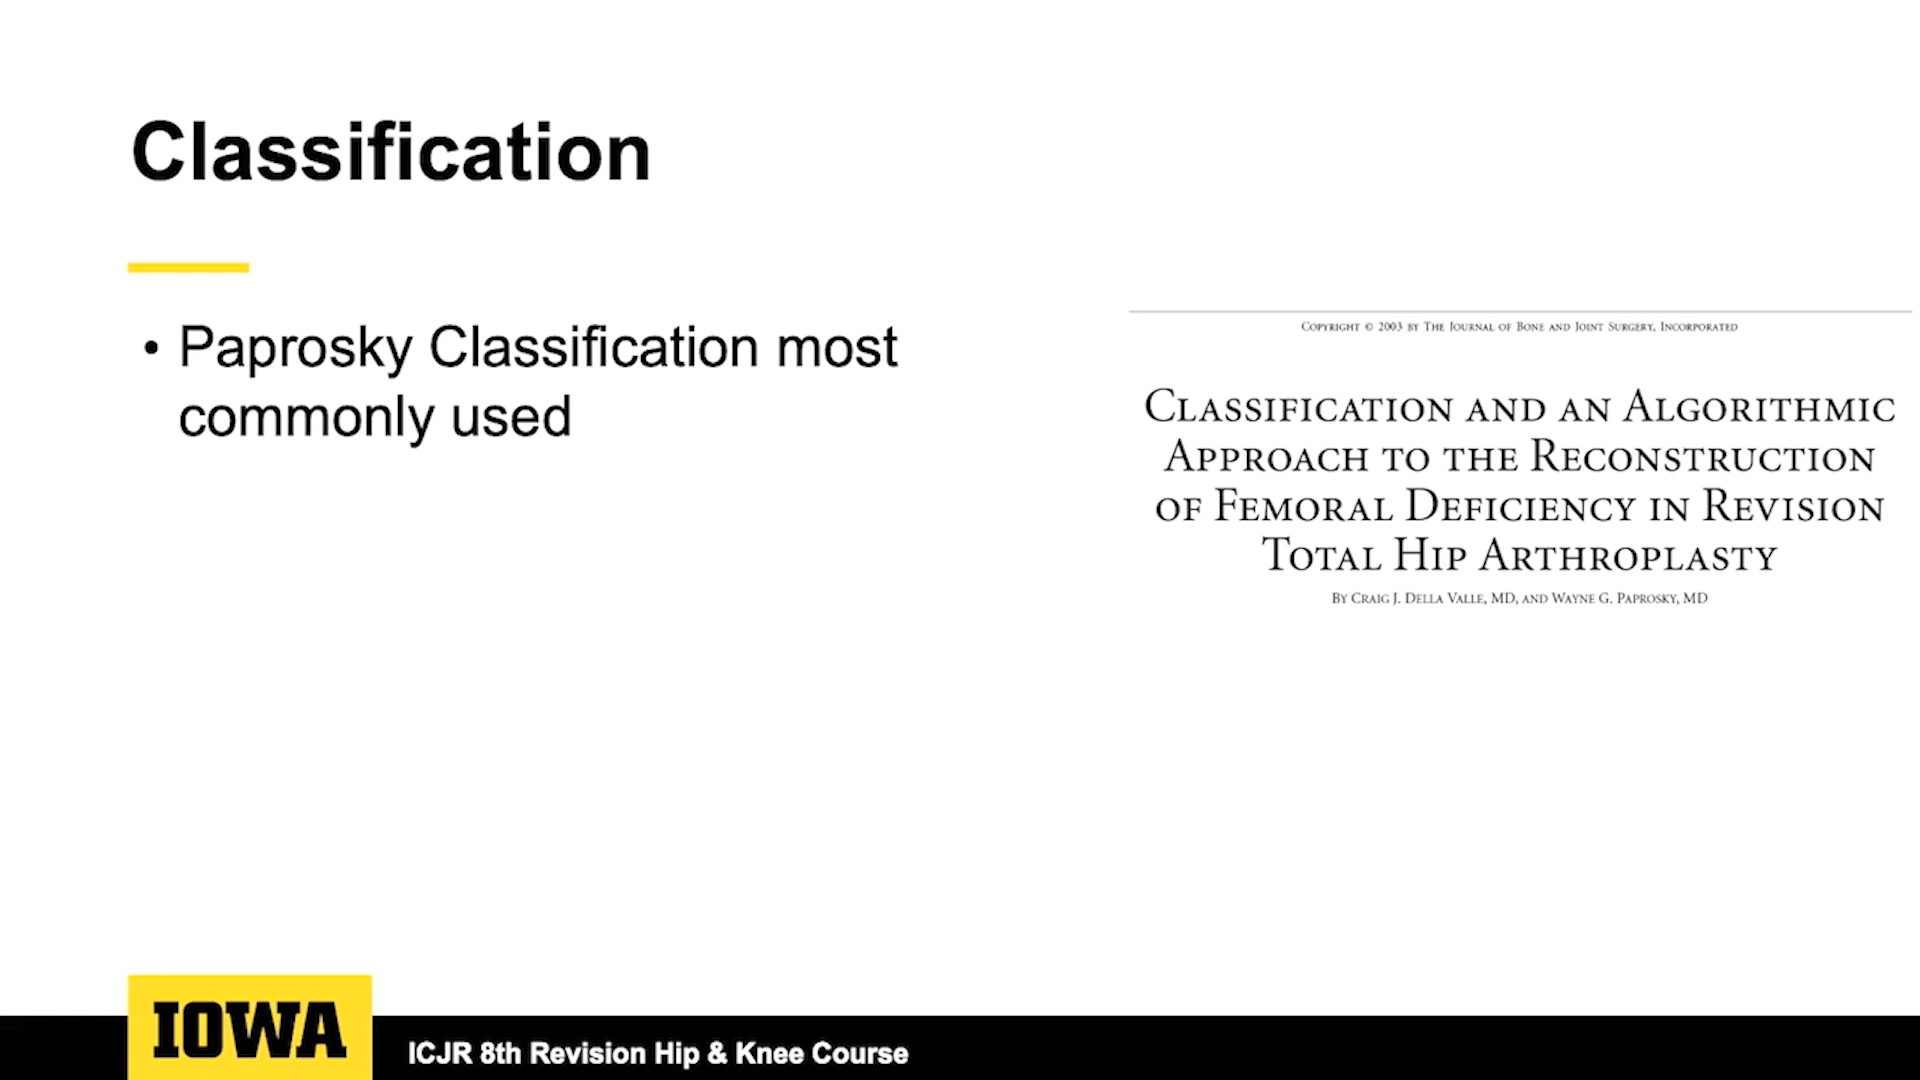 Classification
• Paprosky Classification most
commonly used
COPYRIGHT © 2003 BY THE JOURNAL OF BONE AND JOINT SURGERY, INCORPORATED
CLASSIFICATION AND AN ALGORITHMIC
APPROACH TO THE RECONSTRUCTION
OF FEMORAL DEFICIENCY IN REVISION
TOTAL HIP ARTHROPLASTY
BY CRAIG J. DELLA VALLE, MD, AND WAYNE G. PAPROSKY, MD
IOWA
ICJR 8th Revision Hip & Knee Course